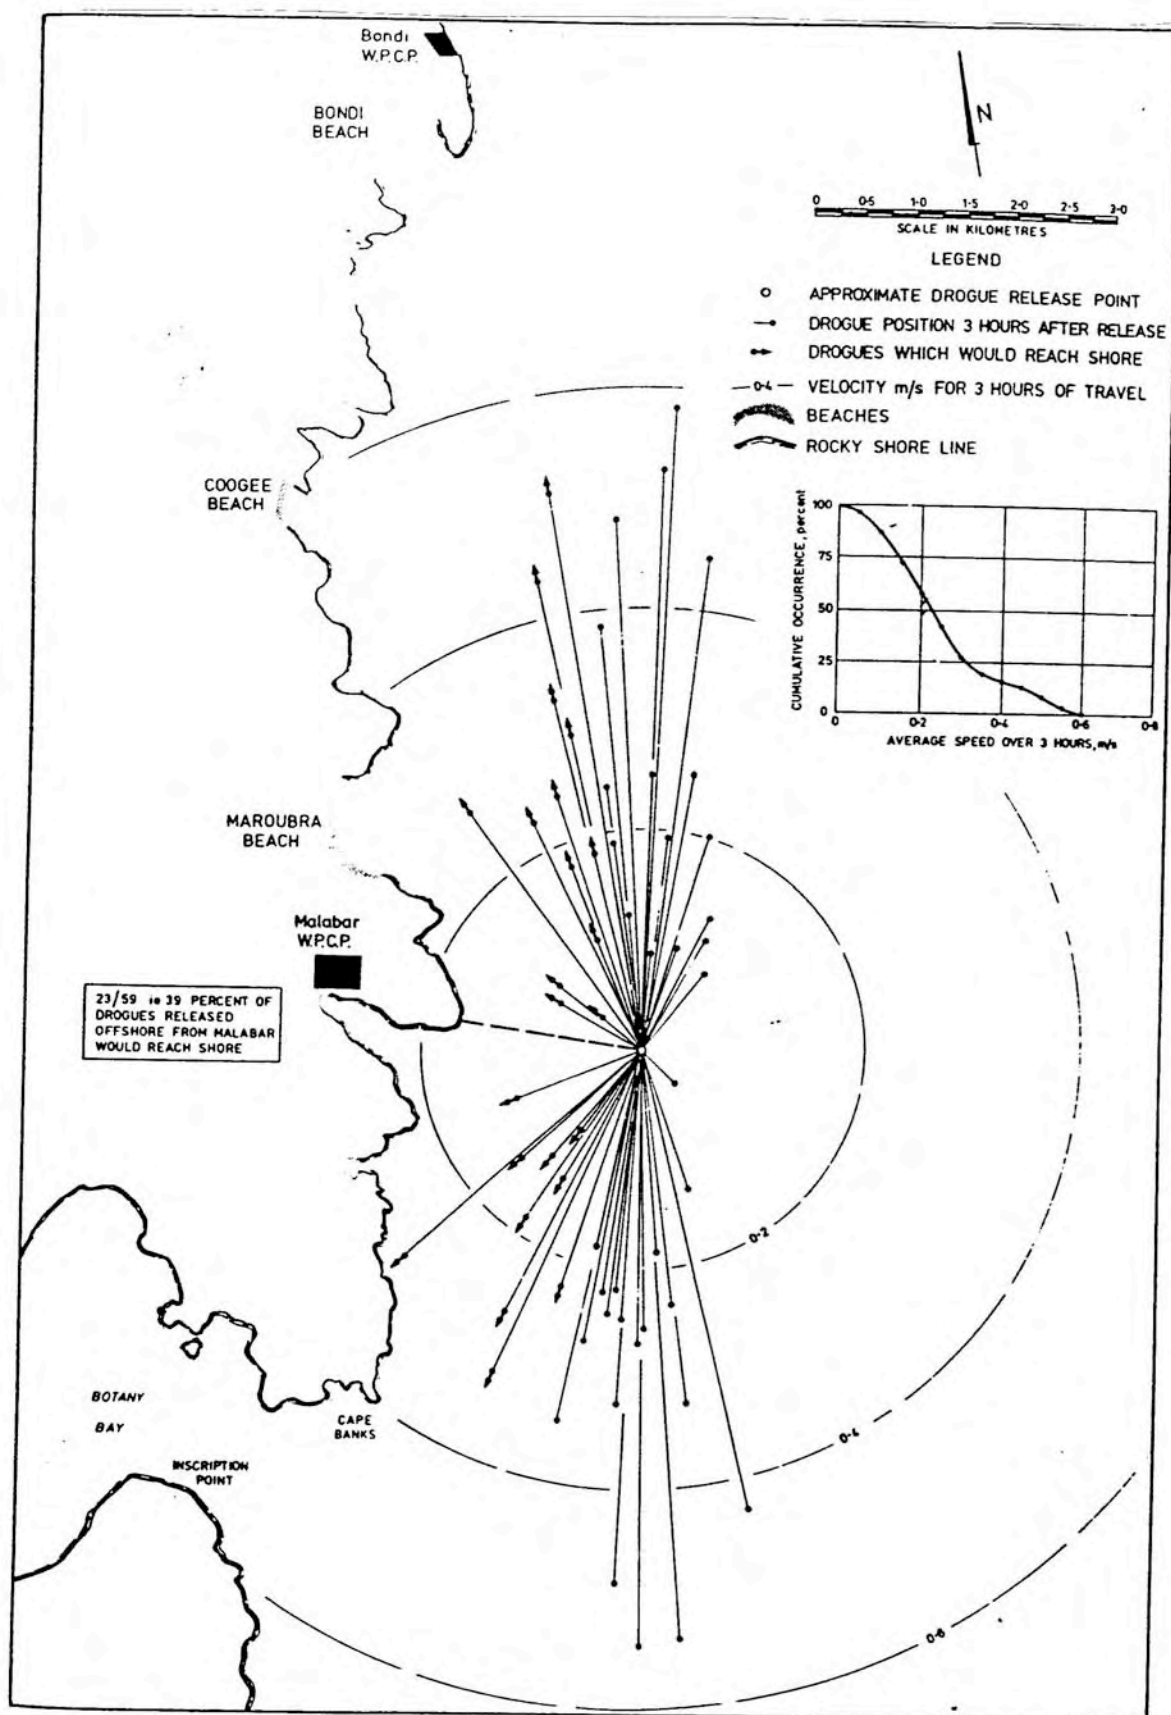 Bondi
W.P.C.P.
BONDI
BEACH
N
0 0·5 1·0 1·5 2·0 2·5 3·0
SCALE IN KILOMETRES
LEGEND
APPROXIMATE DROGUE RELEASE POINT
DROGUE POSITION 3 HOURS AFTER RELEASE
DROGUES WHICH WOULD REACH SHORE
0·4 VELOCITY m/s FOR 3 HOURS OF TRAVEL
BEACHES
ROCKY SHORE LINE
COOGEE
BEACH
CUMULATIVE OCCURRENCE, percent
100
75
50
25
0
0 0·2 0·4 0·6 0·8
AVERAGE SPEED OVER 3 HOURS, m/s
MAROUBRA
BEACH
Malabar
W.P.C.P.
23/59 ie 39 PERCENT OF
DROGUES RELEASED
OFFSHORE FROM MALABAR
WOULD REACH SHORE
0·2
BOTANY
BAY
CAPE
BANKS
0·4
INSCRIPTION
POINT
0·6